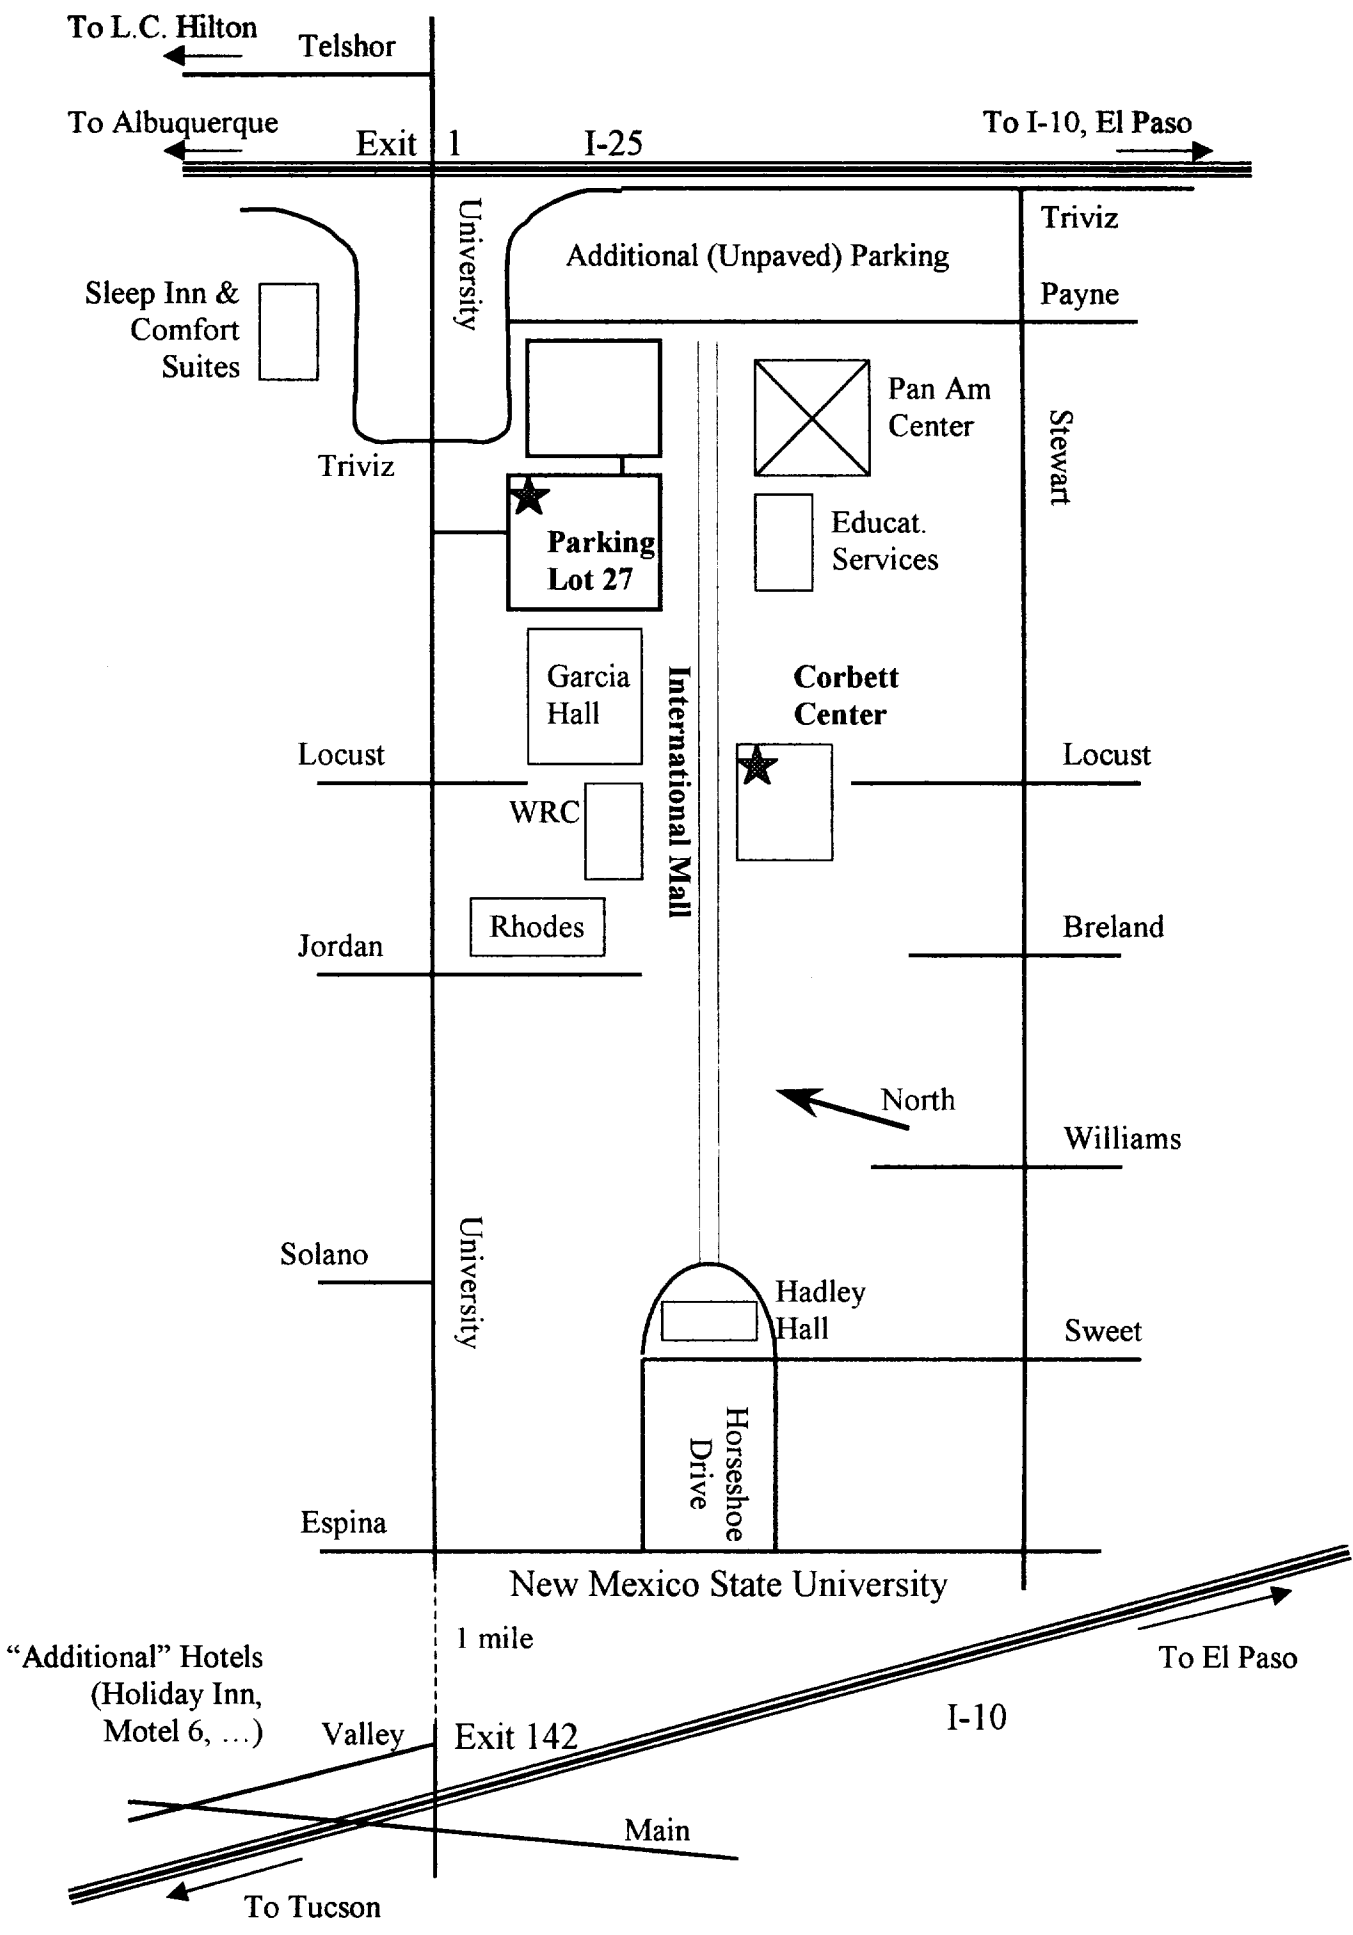 To L.C. Hilton
Telshor
To Albuquerque
Exit 1
I-25
To I-10, El Paso
University
Triviz
Additional (Unpaved) Parking
Payne
Sleep Inn &
Comfort
Suites
Pan Am
Center
Stewart
Triviz
Parking
Lot 27
Educat.
Services
Garcia
Hall
International Mall
Corbett
Center
Locust
Locust
WRC
Rhodes
Jordan
Breland
North
Williams
Solano
University
Hadley
Hall
Sweet
Horseshoe
Drive
Espina
New Mexico State University
1 mile
"Additional" Hotels
(Holiday Inn,
Motel 6, …)
Valley
Exit 142
To El Paso
I-10
Main
To Tucson